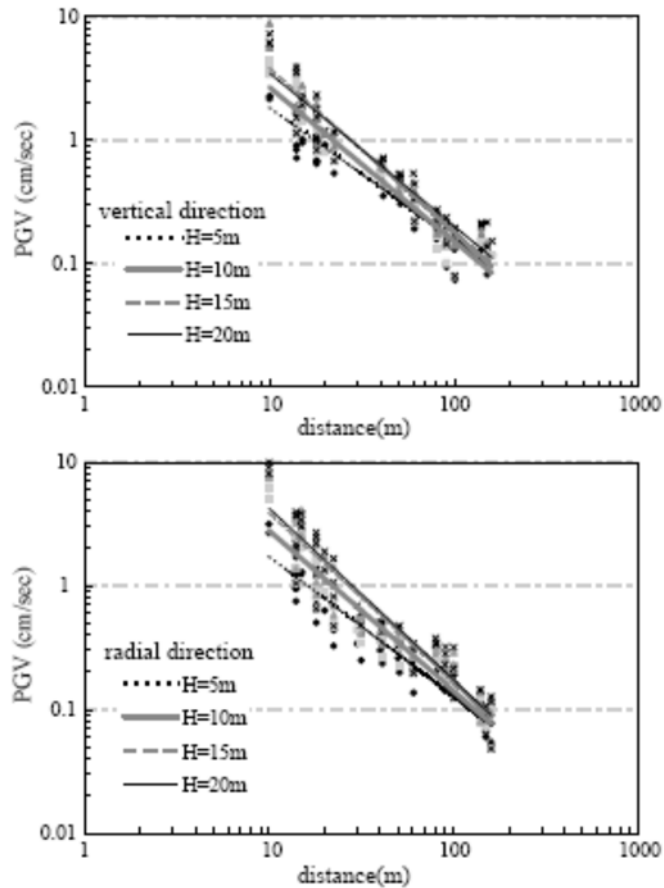 10
1
0.1
0.01
PGV (cm/sec)
vertical direction
H=5m
H=10m
H=15m
H=20m
1 10 100 1000
distance(m)
10
1
0.1
0.01
PGV (cm/sec)
radial direction
H=5m
H=10m
H=15m
H=20m
1 10 100 1000
distance(m)